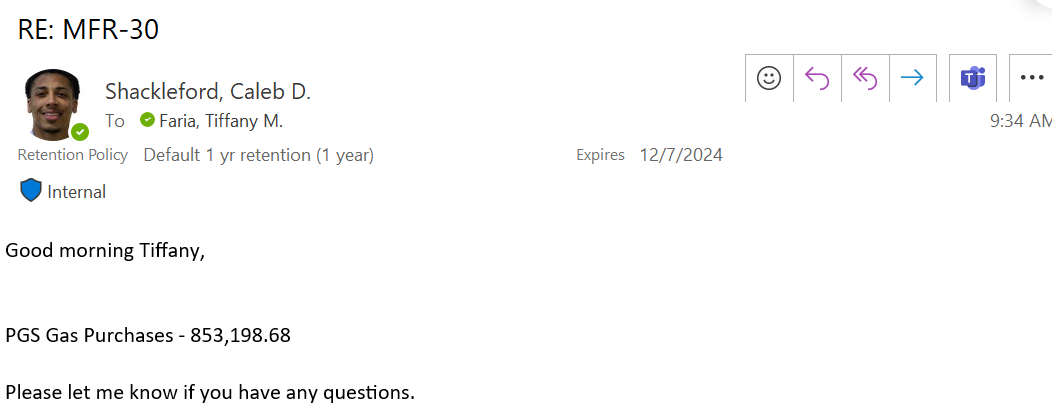 RE: MFR-30
Shackleford, Caleb D.
To Faria, Tiffany M.
9:34 AM
Retention Policy Default 1 yr retention (1 year)
Expires 12/7/2024
Internal
Good morning Tiffany,
PGS Gas Purchases - 853,198.68
Please let me know if you have any questions.